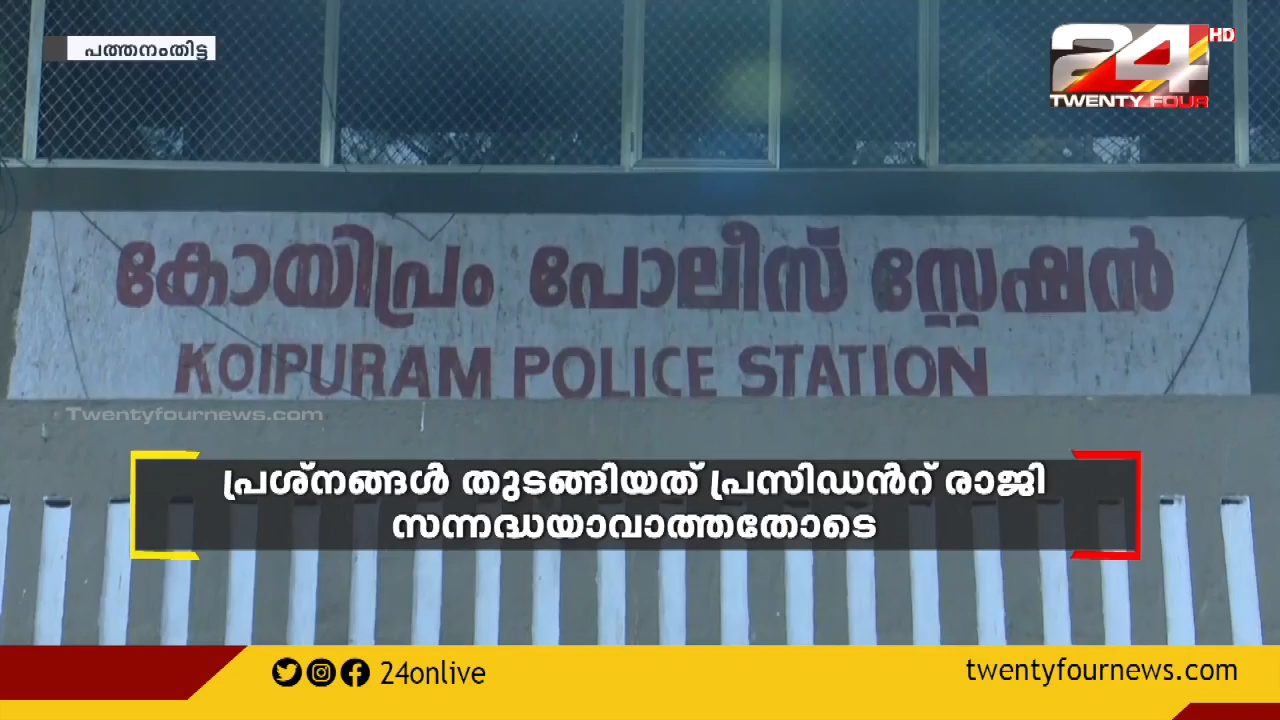 പത്തനംതിട്ട
24 HD
TWENTY FOUR
കോയിപ്രം പോലീസ് സ്റ്റേഷൻ
KOIPURAM POLICE STATION
Twentyfournews.com
പ്രശ്നങ്ങൾ തുടങ്ങിയത് പ്രസിഡൻറ് രാജി
സന്നദ്ധയാവാത്തതോടെ
24onlive
twentyfournews.com